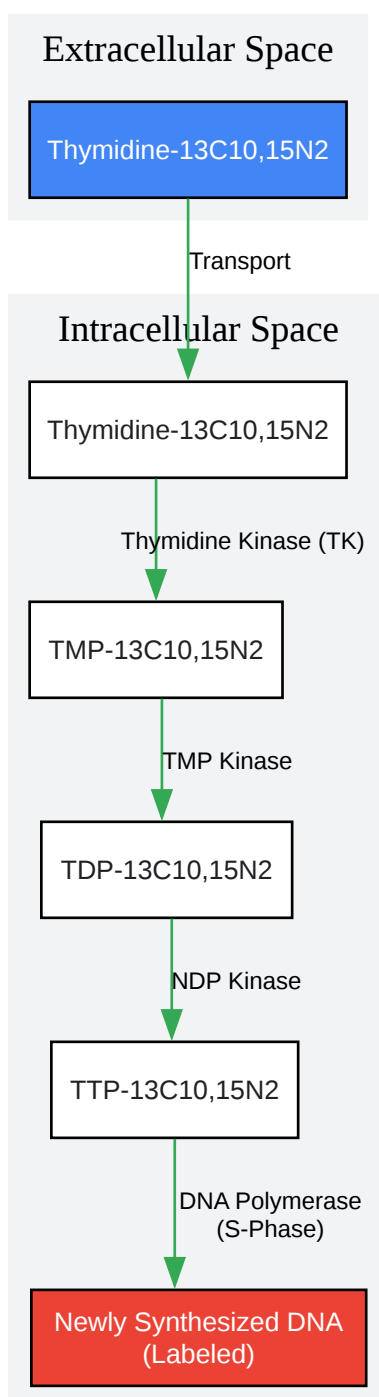 Extracellular Space
Thymidine-13C10,15N2
Transport
Intracellular Space
Thymidine-13C10,15N2
Thymidine Kinase (TK)
TMP-13C10,15N2
TMP Kinase
TDP-13C10,15N2
NDP Kinase
TTP-13C10,15N2
DNA Polymerase
(S-Phase)
Newly Synthesized DNA
(Labeled)